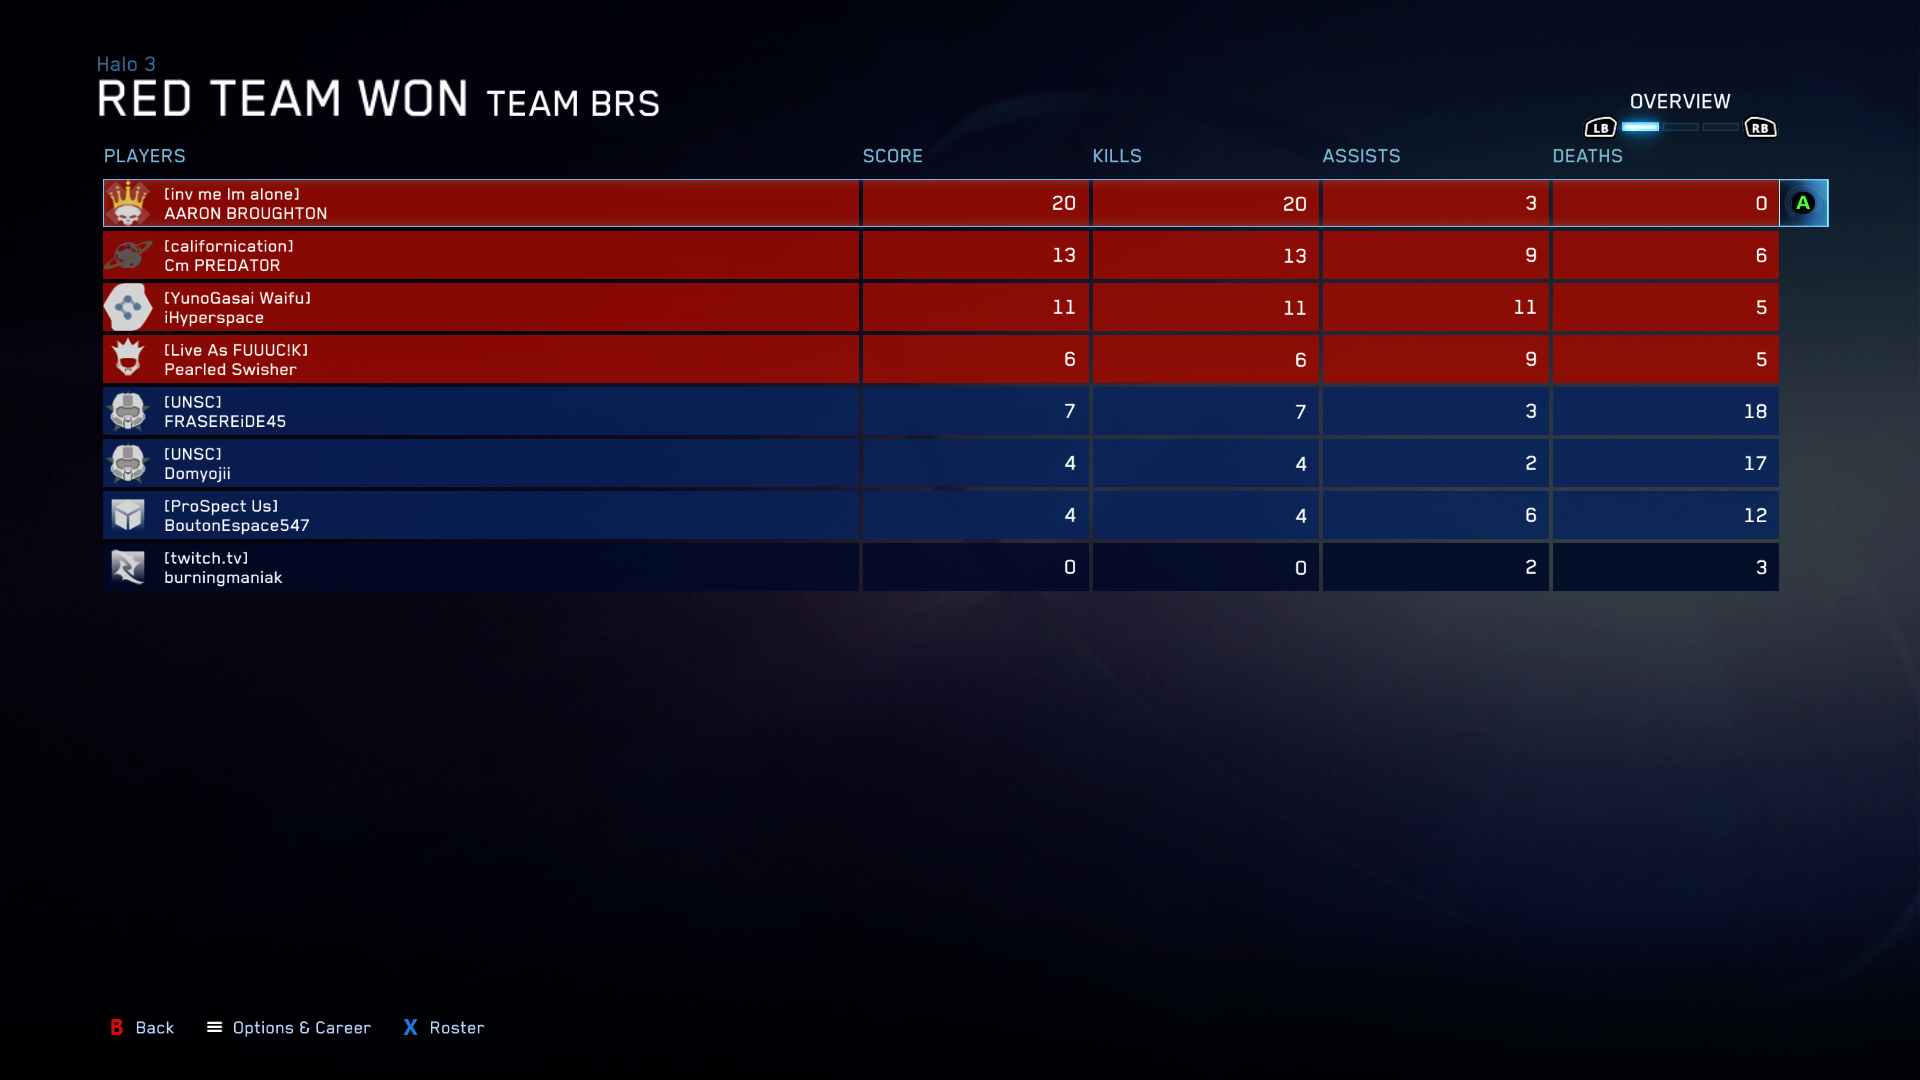 Halo 3
RED TEAM WON TEAM BRS
OVERVIEW
LB RB
PLAYERS SCORE KILLS ASSISTS DEATHS
[inv me Im alone]
AARON BROUGHTON 20 20 3 0 A
[californication]
Cm PREDATOR 13 13 9 6
[YunoGasai Waifu]
iHyperspace 11 11 11 5
[Live As FUUUC!K]
Pearled Swisher 6 6 9 5
[UNSC]
FRASEREiDE45 7 7 3 18
[UNSC]
Domyojii 4 4 2 17
[ProSpect Us]
BoutonEspace547 4 4 6 12
[twitch.tv]
burningmaniak 0 0 2 3
B Back Options & Career X Roster